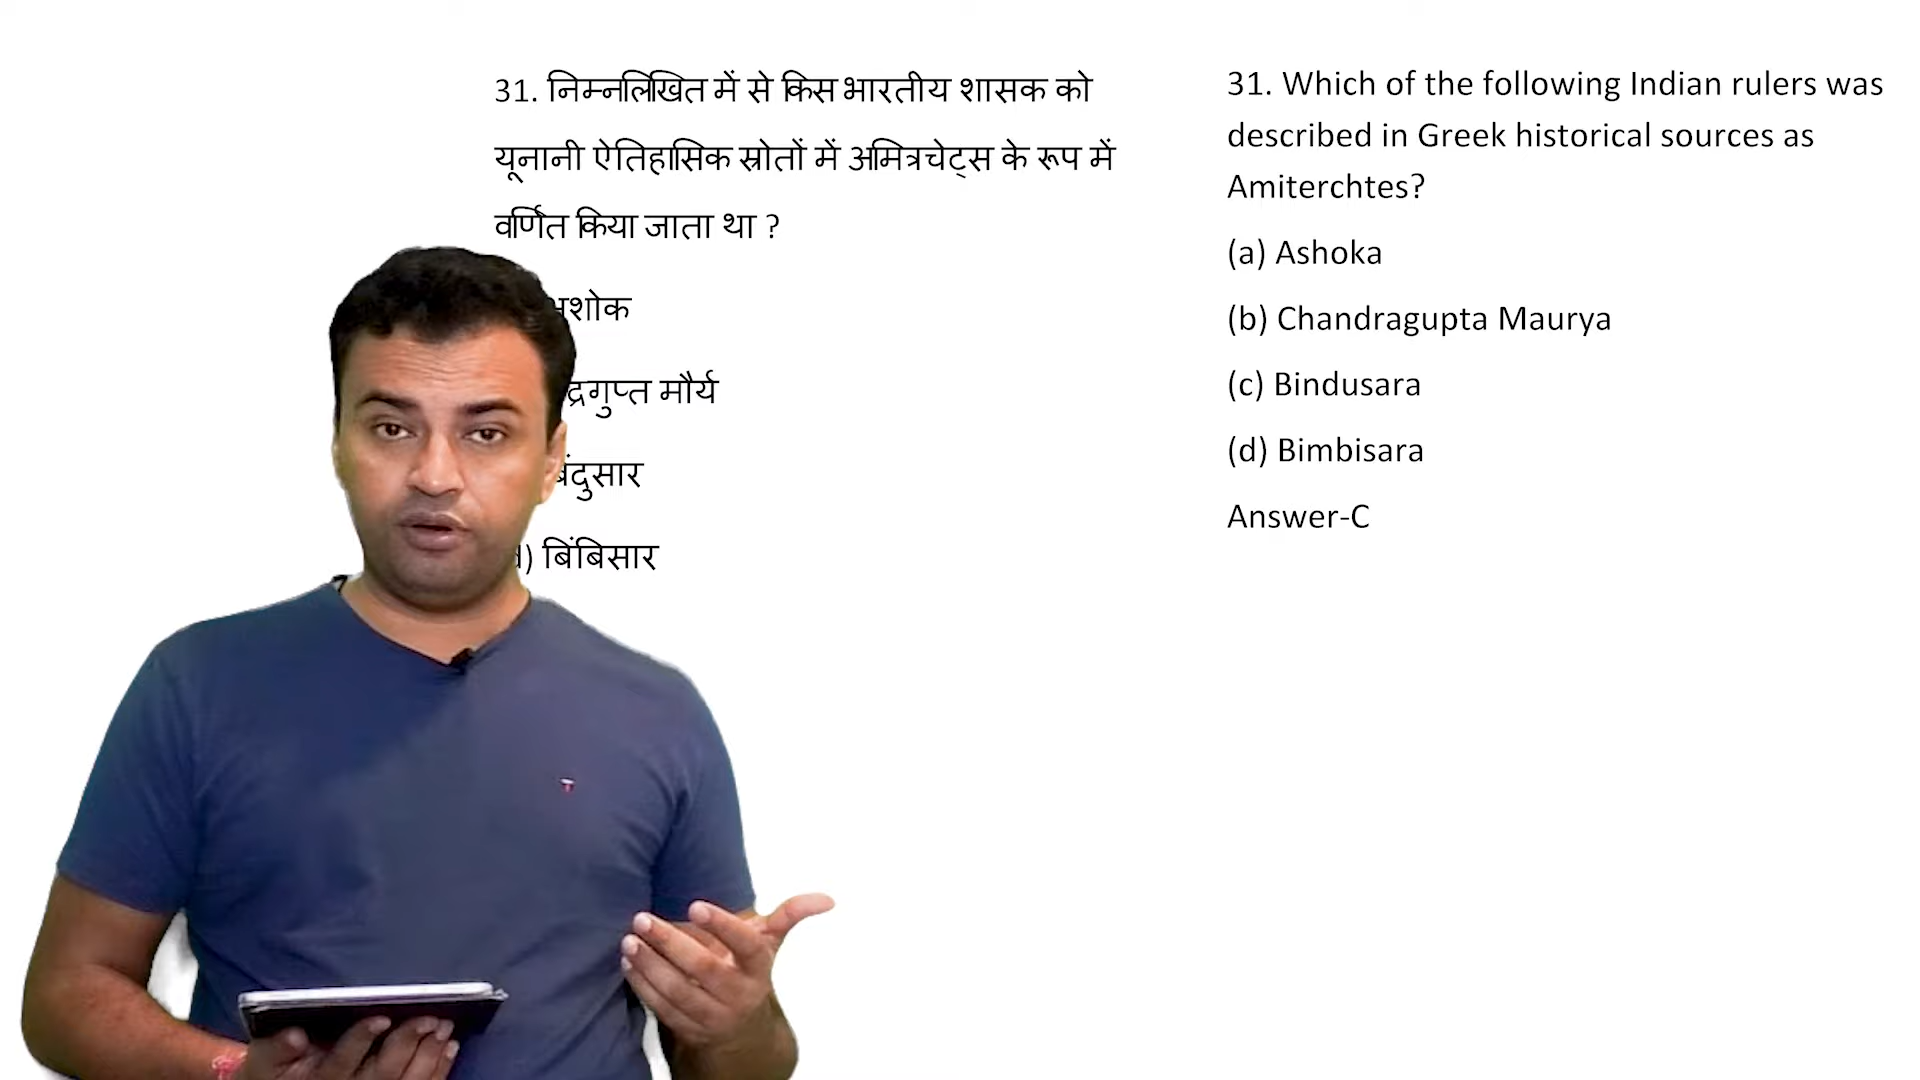 31. निम्नलिखित में से किस भारतीय शासक को
यूनानी ऐतिहासिक स्रोतों में अमित्रचेट्स के रूप में
वर्णित किया जाता था ?
मौर्य
) बिंबिसार
31. Which of the following Indian rulers was
described in Greek historical sources as
Amiterchtes?
(a) Ashoka
(b) Chandragupta Maurya
(c) Bindusara
(d) Bimbisara
Answer-C